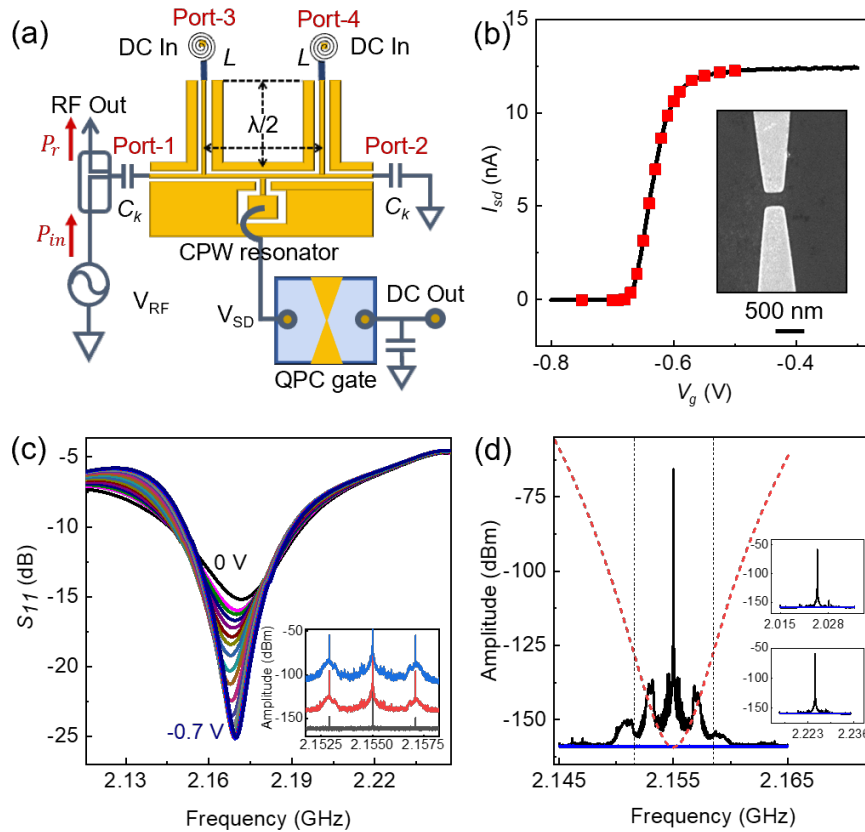 (a)
Port-3
Port-4
DC In
L
L
DC In
RF Out
λ/2
P_r
Port-1
Port-2
C_k
C_k
P_in
CPW resonator
V_RF
V_SD
DC Out
QPC gate
(b)
15
10
5
0
I_sd (nA)
500 nm
-0.8
-0.6
-0.4
V_g (V)
(c)
-5
-10
-15
-20
-25
S_11 (dB)
0 V
-0.7 V
-50
-100
-150
Amplitude (dBm)
2.1525
2.1550
2.1575
2.13
2.16
2.19
2.22
Frequency (GHz)
(d)
-75
-100
-125
-150
Amplitude (dBm)
-50
-100
-150
2.015
2.028
-50
-100
-150
2.223
2.236
2.145
2.155
2.165
Frequency (GHz)